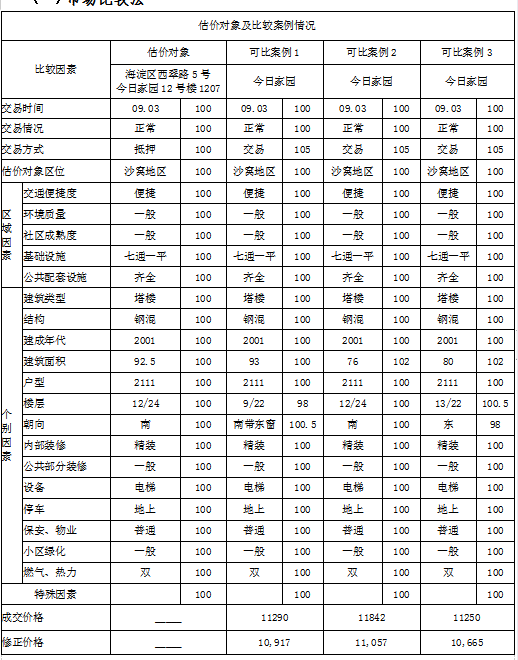 市场比较法
估价对象及比较案例情况
比较因素 估价对象 可比案例1 可比案例2 可比案例3
海淀区西翠路5号
今日家园12号楼1207 今日家园 今日家园 今日家园
交易时间 09.03 100 09.03 100 09.03 100 09.03 100
交易情况 正常 100 正常 100 正常 100 正常 100
交易方式 抵押 100 交易 105 交易 105 交易 105
估价对象区位 沙窝地区 100 沙窝地区 100 沙窝地区 100 沙窝地区 100
区域因素
交通便捷度 便捷 100 便捷 100 便捷 100 便捷 100
环境质量 一般 100 一般 100 一般 100 一般 100
社区成熟度 一般 100 一般 100 一般 100 一般 100
基础设施 七通一平 100 七通一平 100 七通一平 100 七通一平 100
公共配套设施 齐全 100 齐全 100 齐全 100 齐全 100
个别因素
建筑类型 塔楼 100 塔楼 100 塔楼 100 塔楼 100
结构 钢混 100 钢混 100 钢混 100 钢混 100
建成年代 2001 100 2001 100 2001 100 2001 100
建筑面积 92.5 100 93 100 76 102 80 102
户型 2111 100 2111 100 2111 100 2111 100
楼层 12/24 100 9/22 98 12/24 100 13/22 100.5
朝向 南 100 南带东窗 100.5 南 100 东 98
内部装修 精装 100 精装 100 精装 100 精装 100
公共部分装修 一般 100 一般 100 一般 100 一般 100
设备 电梯 100 电梯 100 电梯 100 电梯 100
停车 地上 100 地上 100 地上 100 地上 100
保安、物业 普通 100 普通 100 普通 100 普通 100
小区绿化 一般 100 一般 100 一般 100 一般 100
燃气、热力 双 100 双 100 双 100 双 100
特殊因素 100 100 100 100
成交价格 ____ 11290 11842 11250
修正价格 ____ 10,917 11,057 10,665